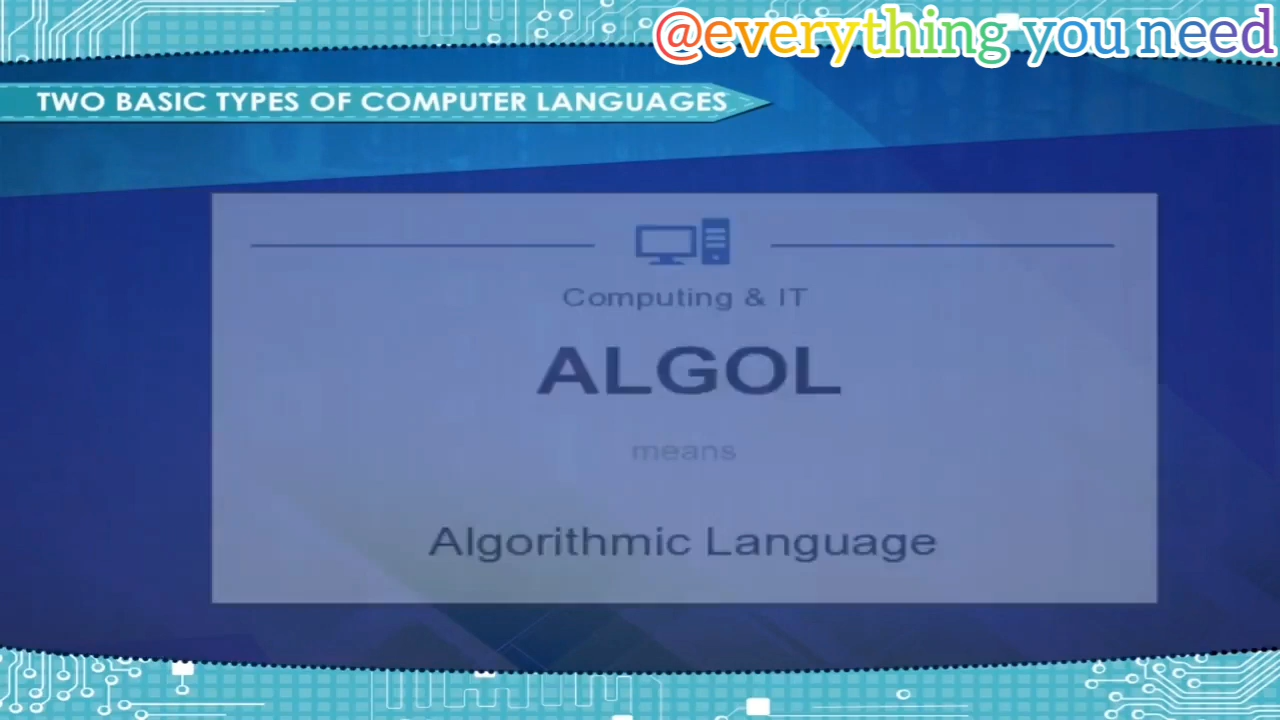 @everything you need
TWO BASIC TYPES OF COMPUTER LANGUAGES
Computing & IT
ALGOL
means
Algorithmic Language